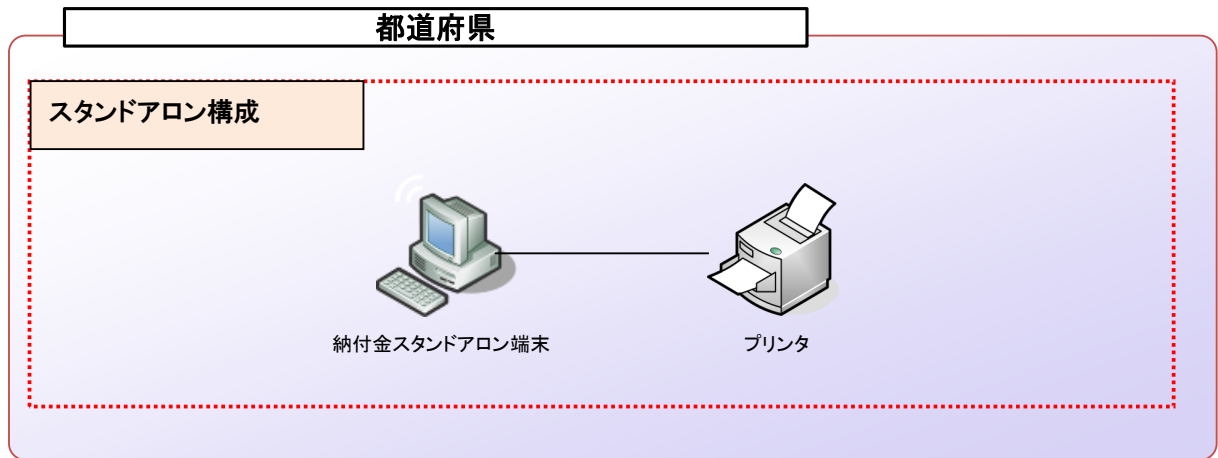 都道府県
スタンドアロン構成
納付金スタンドアロン端末
プリンタ